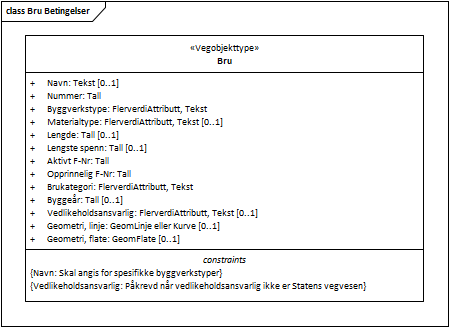 class Bru Betingelser
«Vegobjekttype»
Bru
+ Navn: Tekst [0..1]
+ Nummer: Tall
+ Byggverkstype: FlerverdiAttributt, Tekst
+ Materialtype: FlerverdiAttributt, Tekst [0..1]
+ Lengde: Tall [0..1]
+ Lengste spenn: Tall [0..1]
+ Aktivt F-Nr: Tall
+ Opprinnelig F-Nr: Tall
+ Brukategori: FlerverdiAttributt, Tekst
+ Byggeår: Tall [0..1]
+ Vedlikeholdsansvarlig: FlerverdiAttributt, Tekst [0..1]
+ Geometri, linje: GeomLinje eller Kurve [0..1]
+ Geometri, flate: GeomFlate [0..1]
constraints
{Navn: Skal angis for spesifikke byggverkstyper}
{Vedlikeholdsansvarlig: Påkrevd når vedlikeholdsansvarlig ikke er Statens vegvesen}